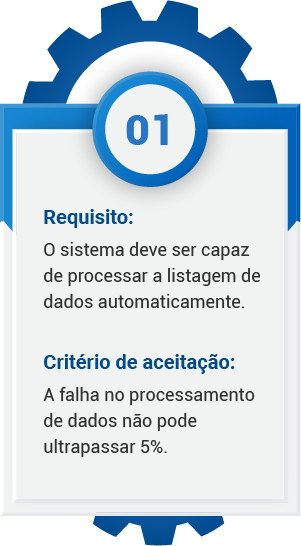 01
Requisito:
O sistema deve ser capaz
de processar a listagem de
dados automaticamente.
Critério de aceitação:
A falha no processamento
de dados não pode
ultrapassar 5%.